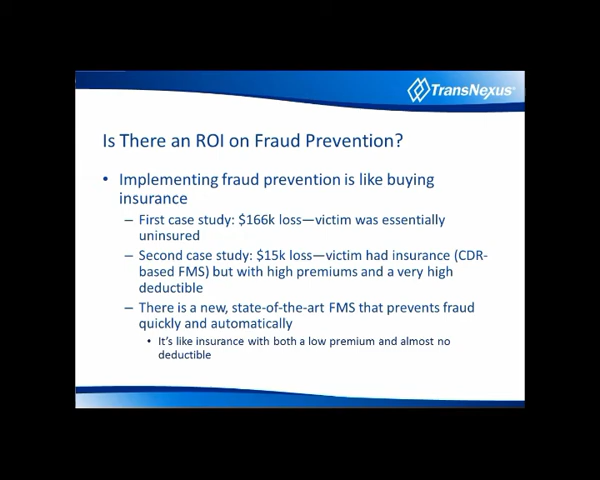 TransNexus
Is There an ROI on Fraud Prevention?
• Implementing fraud prevention is like buying
insurance
– First case study: $166k loss—victim was essentially
uninsured
– Second case study: $15k loss—victim had insurance (CDR-
based FMS) but with high premiums and a very high
deductible
– There is a new, state-of-the-art FMS that prevents fraud
quickly and automatically
• It's like insurance with both a low premium and almost no
deductible